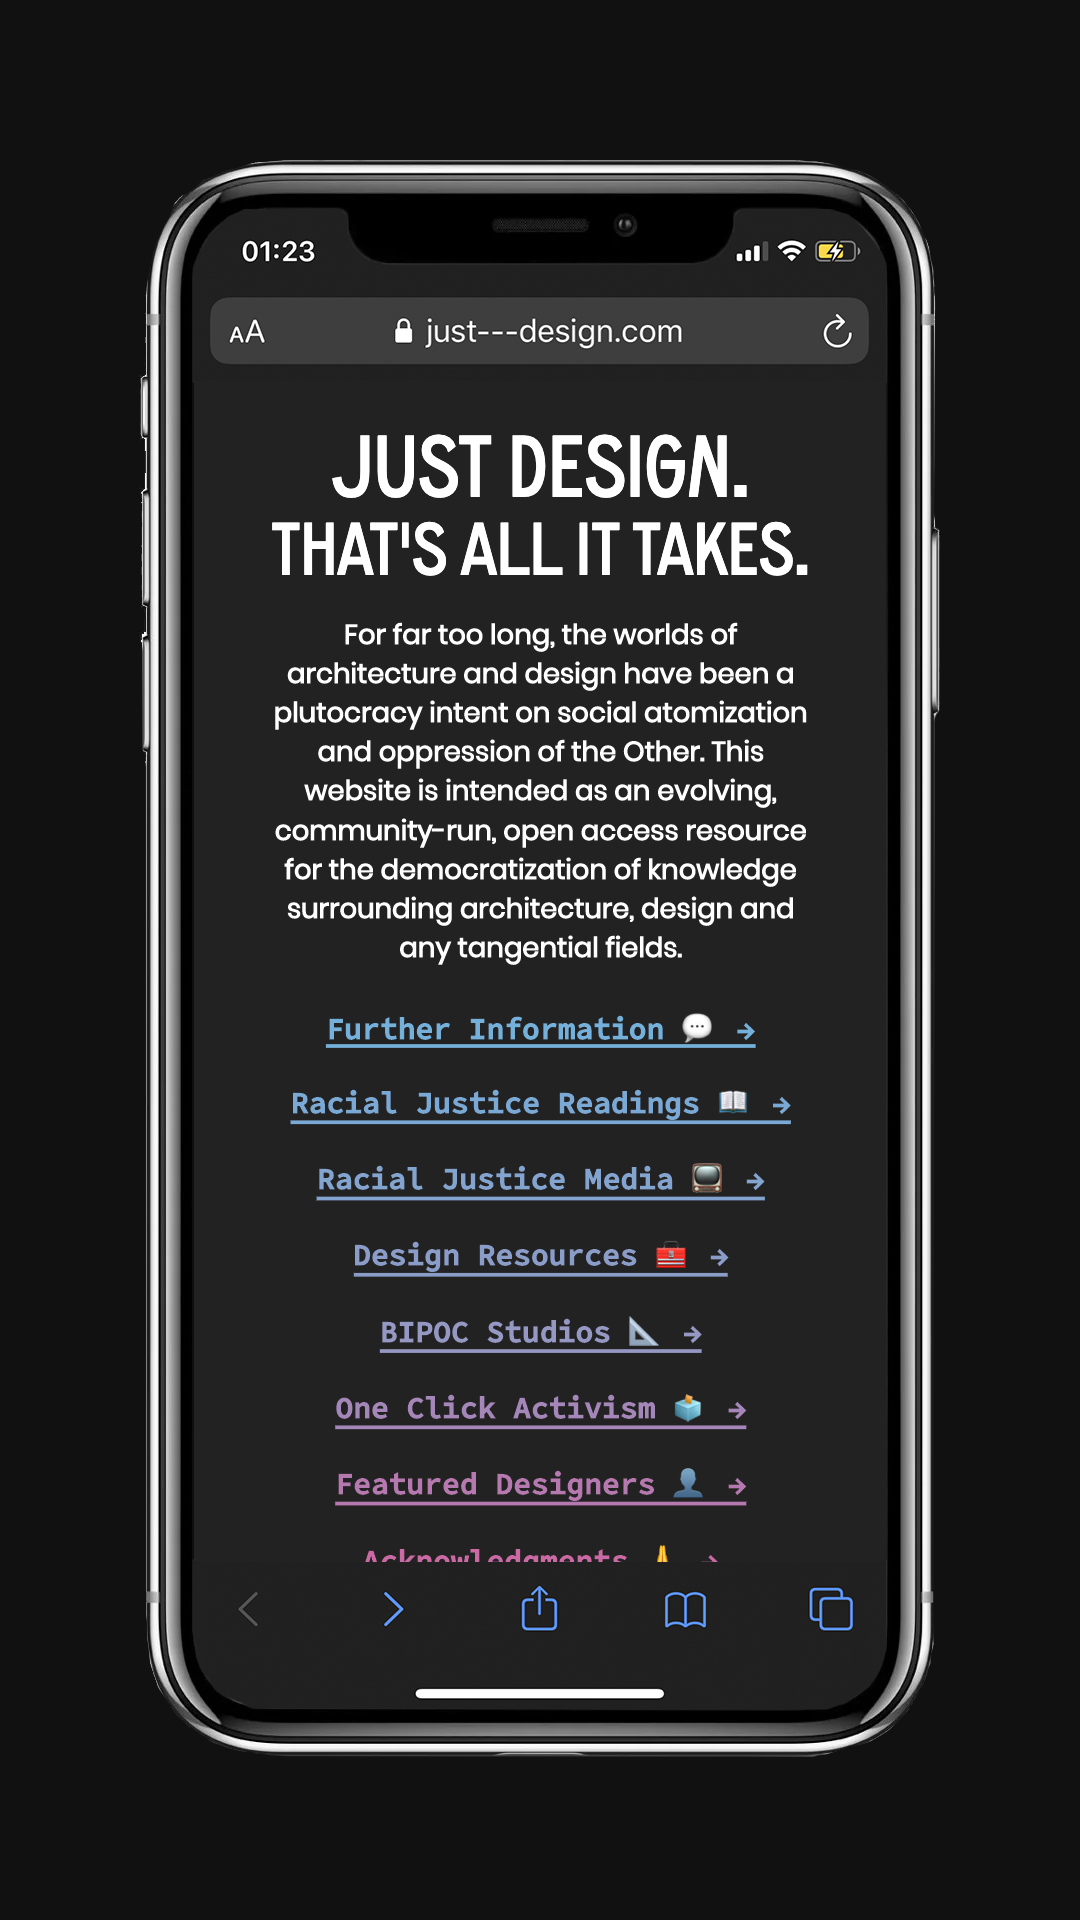 01:23
AA just---design.com
JUST DESIGN.
THAT'S ALL IT TAKES.
For far too long, the worlds of
architecture and design have been a
plutocracy intent on social atomization
and oppression of the Other. This
website is intended as an evolving,
community-run, open access resource
for the democratization of knowledge
surrounding architecture, design and
any tangential fields.
Further Information 💬 →
Racial Justice Readings 📖 →
Racial Justice Media 📺 →
Design Resources 🧰 →
BIPOC Studios 📐 →
One Click Activism 🗳️ →
Featured Designers 👤 →
Acknowledgments 🙏 →